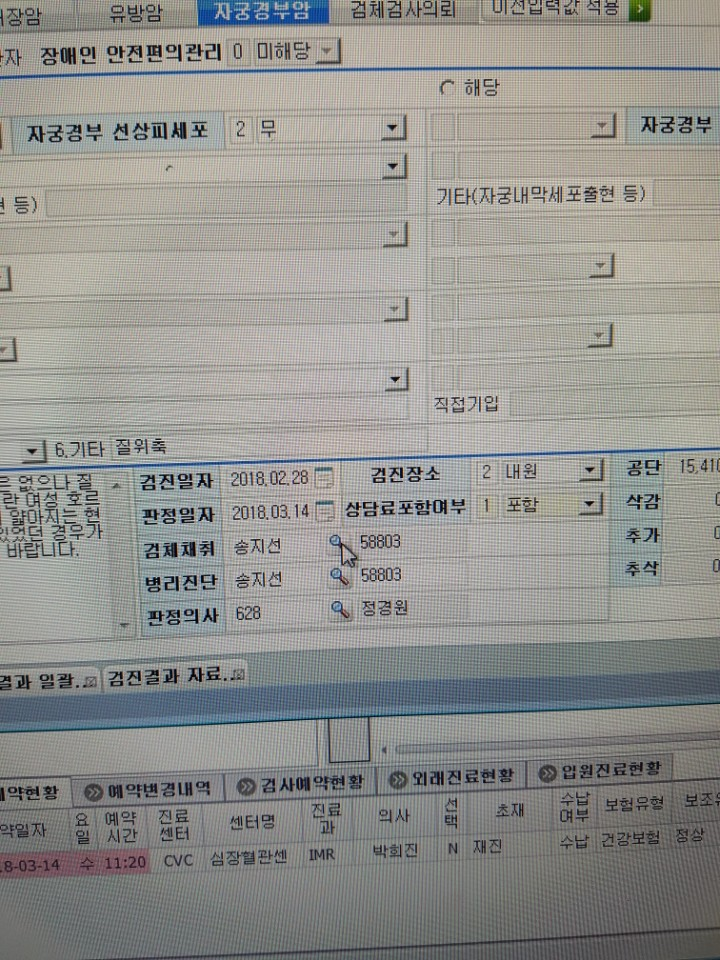 장암 유방암 자궁경부암 검체검사의뢰 미전입력값 적용
자 장애인 안전편의관리 0 미해당
해당
자궁경부 선상피세포 2 무 자궁경부
등) 기타(자궁내막세포출현 등)
직접기입
6.기타 질위축
은 없으나 질 검진일자 2018.02.28 검진장소 2 내원 공단 15,410
란 여성 호르 판정일자 2018.03.14 상담료포함여부 1 포함 삭감 0
얇아지는 현 검체채취 송지선 58803 추가 0
있었던 경우가 병리진단 송지선 58803 추삭 0
바랍니다. 판정의사 628 정경원
결과 일괄.. 검진결과 자료..
예약현황 예약변경내역 검사예약현황 외래진료현황 입원진료현황
약일자 요일 예약시간 진료센터 센터명 진료과 의사 선택 초재 수납여부 보험유형 보조
8-03-14 수 11:20 CVC 심장혈관센 IMR 박희진 N 재진 수납 건강보험 정상